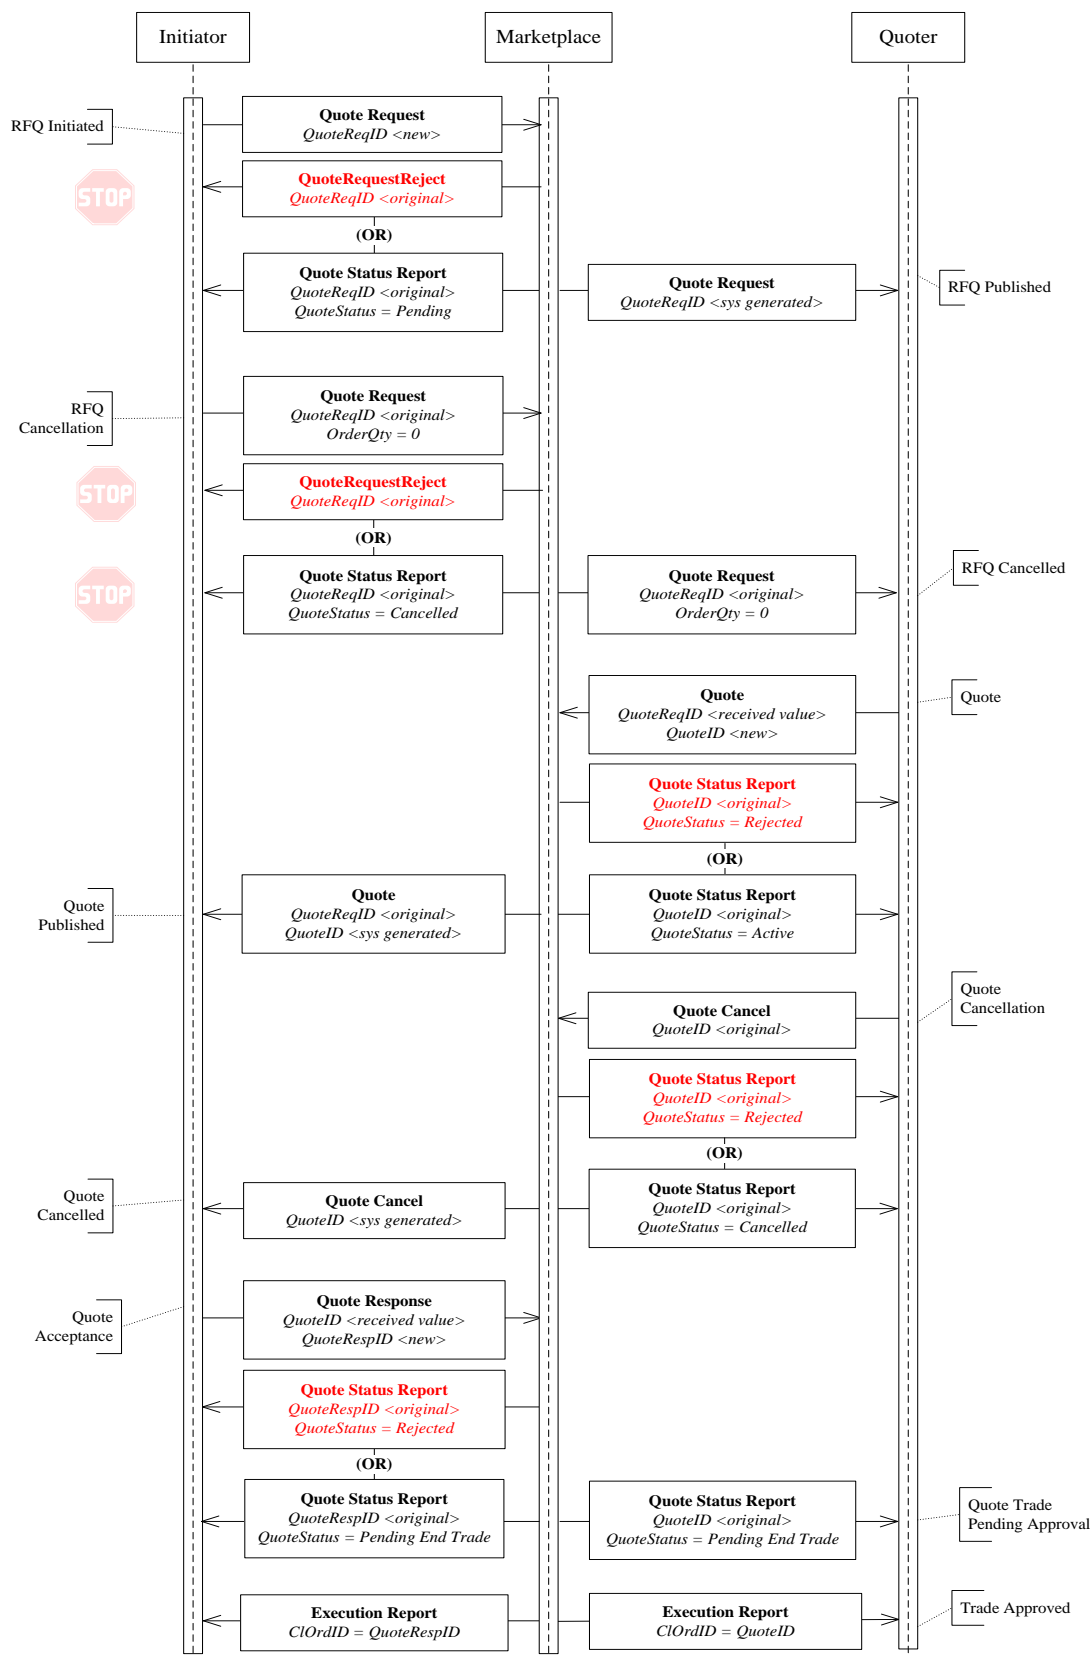 Initiator
Marketplace
Quoter
RFQ Initiated
Quote Request
QuoteReqID <new>
STOP
QuoteRequestReject
QuoteReqID <original>
(OR)
Quote Status Report
QuoteReqID <original>
QuoteStatus = Pending
Quote Request
QuoteReqID <sys generated>
RFQ Published
RFQ
Cancellation
Quote Request
QuoteReqID <original>
OrderQty = 0
STOP
QuoteRequestReject
QuoteReqID <original>
(OR)
STOP
Quote Status Report
QuoteReqID <original>
QuoteStatus = Cancelled
Quote Request
QuoteReqID <original>
OrderQty = 0
RFQ Cancelled
Quote
QuoteReqID <received value>
QuoteID <new>
Quote
Quote Status Report
QuoteID <original>
QuoteStatus = Rejected
(OR)
Quote
Published
Quote
QuoteReqID <original>
QuoteID <sys generated>
Quote Status Report
QuoteID <original>
QuoteStatus = Active
Quote Cancel
QuoteID <original>
Quote
Cancellation
Quote Status Report
QuoteID <original>
QuoteStatus = Rejected
(OR)
Quote
Cancelled
Quote Cancel
QuoteID <sys generated>
Quote Status Report
QuoteID <original>
QuoteStatus = Cancelled
Quote
Acceptance
Quote Response
QuoteID <received value>
QuoteRespID <new>
Quote Status Report
QuoteRespID <original>
QuoteStatus = Rejected
(OR)
Quote Status Report
QuoteRespID <original>
QuoteStatus = Pending End Trade
Quote Status Report
QuoteID <original>
QuoteStatus = Pending End Trade
Quote Trade
Pending Approval
Execution Report
ClOrdID = QuoteRespID
Execution Report
ClOrdID = QuoteID
Trade Approved